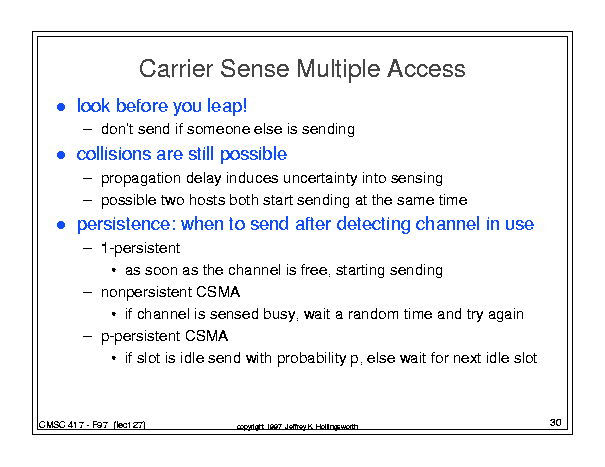 Carrier Sense Multiple Access
● look before you leap!
– don't send if someone else is sending
● collisions are still possible
– propagation delay induces uncertainty into sensing
– possible two hosts both start sending at the same time
● persistence: when to send after detecting channel in use
– 1-persistent
• as soon as the channel is free, starting sending
– nonpersistent CSMA
• if channel is sensed busy, wait a random time and try again
– p-persistent CSMA
• if slot is idle send with probability p, else wait for next idle slot
CMSC 417 - F97 (lect 27)
copyright 1997 Jeffrey K. Hollingsworth
30